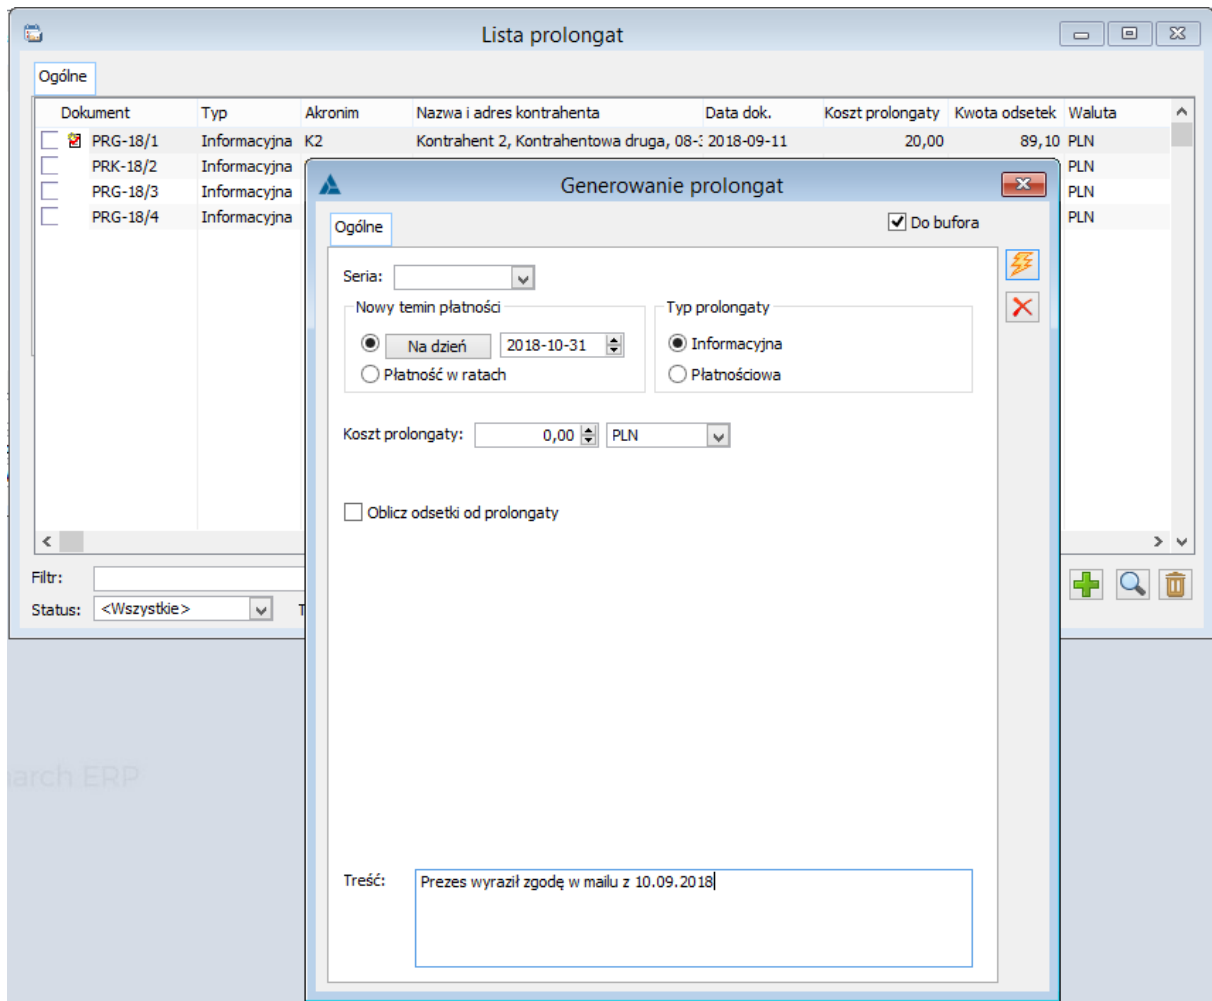 Lista prolongat
Ogólne
Dokument Typ Akronim Nazwa i adres kontrahenta Data dok. Koszt prolongaty Kwota odsetek Waluta
PRG-18/1 Informacyjna K2 Kontrahent 2, Kontrahentowa druga, 08- 2018-09-11 20,00 89,10 PLN
PRK-18/2 Informacyjna PLN
PRG-18/3 Informacyjna PLN
PRG-18/4 Informacyjna PLN
Generowanie prolongat
Ogólne
Do bufora
Seria:
Nowy temin płatności
Typ prolongaty
Na dzień 2018-10-31
Informacyjna
Płatność w ratach
Płatnościowa
Koszt prolongaty: 0,00 PLN
Oblicz odsetki od prolongaty
Treść: Prezes wyraził zgodę w mailu z 10.09.2018
Filtr:
Status: <Wszystkie> T
arch ERP